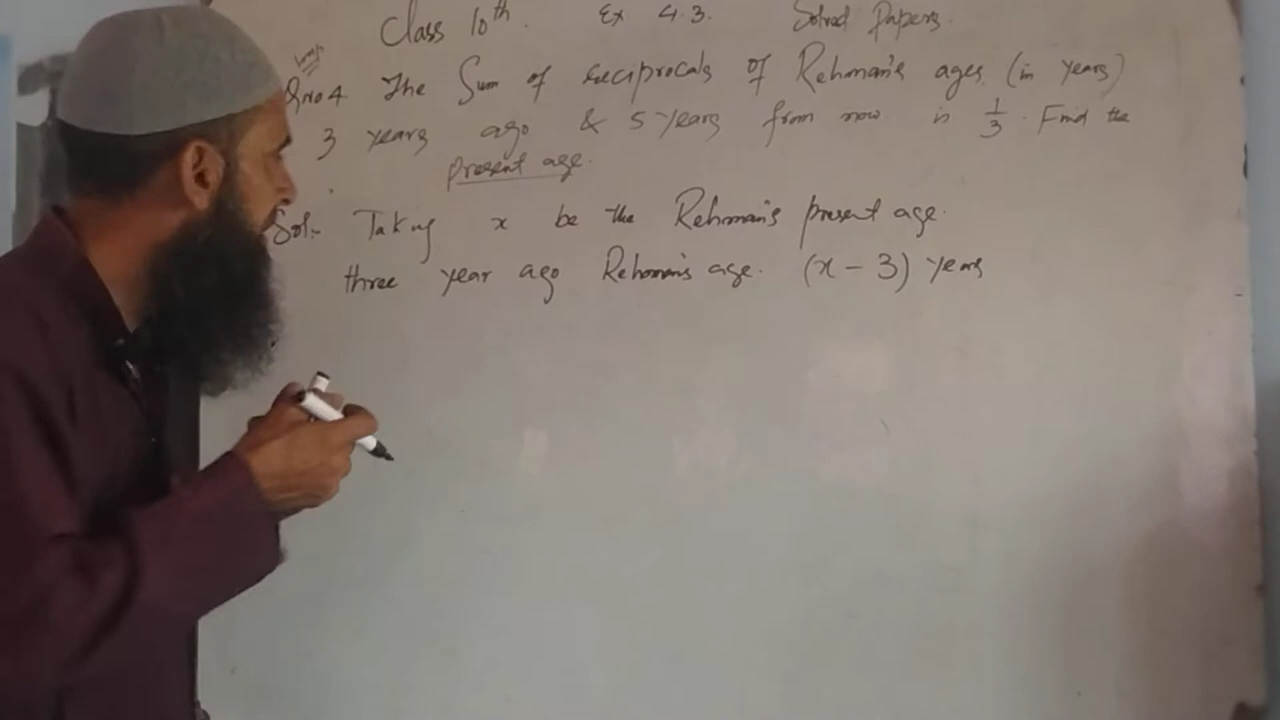 Class 10th. Ex 4.3. Solved Papers.
Qno 4. The Sum of reciprocals of Rehman's ages (in years)
3 years ago & 5 years from now is 1/3. Find the
present age.
Sol:- Taking x be the Rehman's present age.
three year ago Rehman's age. (x - 3) years